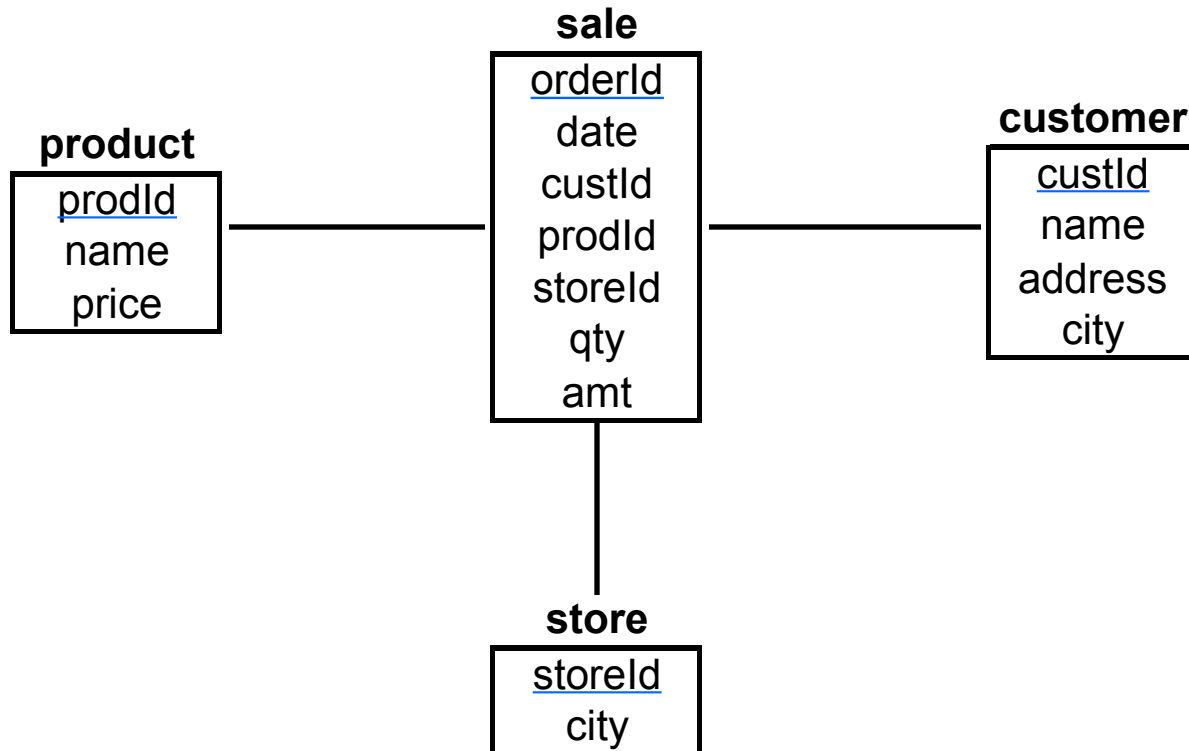 sale
orderId
date
custId
prodId
storeId
qty
amt
product
prodId
name
price
customer
custId
name
address
city
store
storeId
city